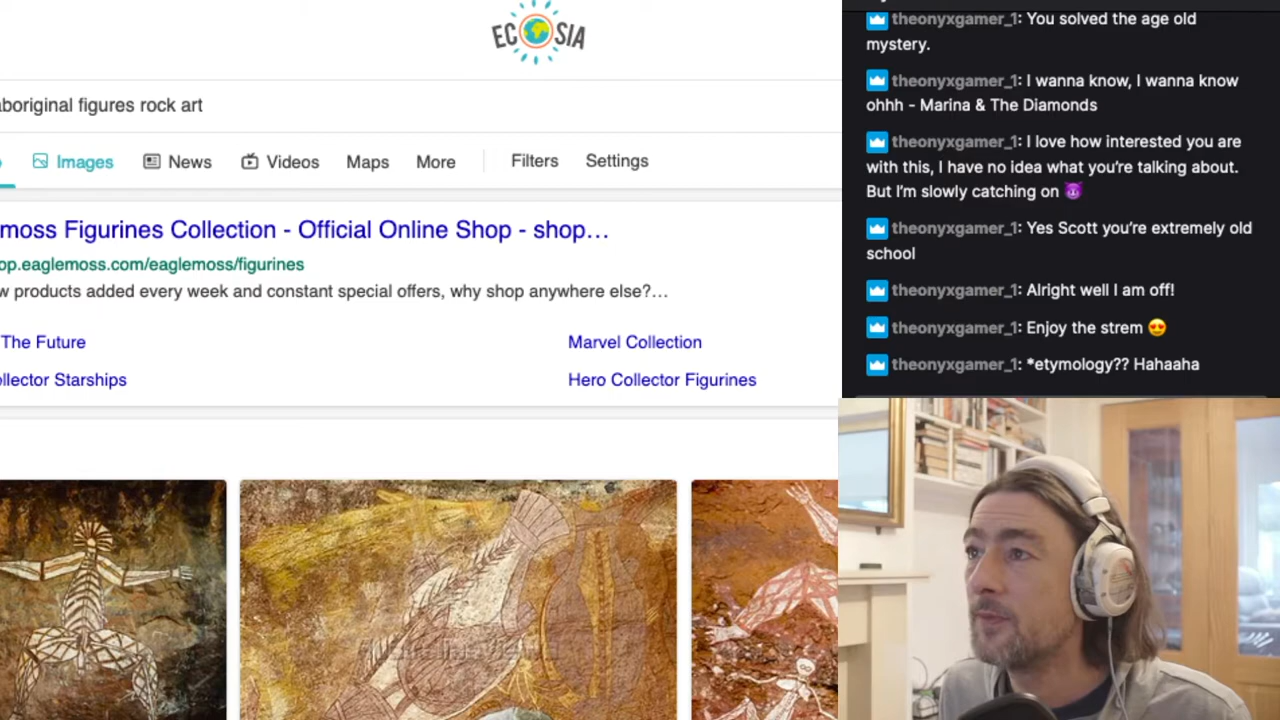 ECOSIA
aboriginal figures rock art
Images News Videos Maps More Filters Settings
moss Figurines Collection - Official Online Shop - shop…
op.eaglemoss.com/eaglemoss/figurines
w products added every week and constant special offers, why shop anywhere else?…
The Future
Marvel Collection
ollector Starships
Hero Collector Figurines
theonyxgamer_1: You solved the age old
mystery.
theonyxgamer_1: I wanna know, I wanna know
ohhh - Marina & The Diamonds
theonyxgamer_1: I love how interested you are
with this, I have no idea what you’re talking about.
But I’m slowly catching on 😈
theonyxgamer_1: Yes Scott you’re extremely old
school
theonyxgamer_1: Alright well I am off!
theonyxgamer_1: Enjoy the strem 😍
theonyxgamer_1: *etymology?? Hahaaha